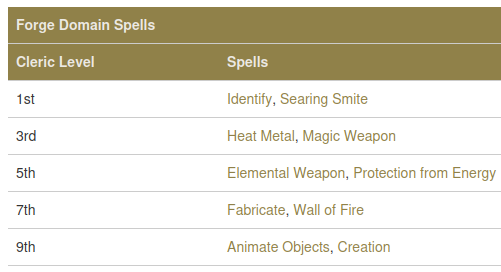 Forge Domain Spells
Cleric Level Spells
1st Identify, Searing Smite
3rd Heat Metal, Magic Weapon
5th Elemental Weapon, Protection from Energy
7th Fabricate, Wall of Fire
9th Animate Objects, Creation